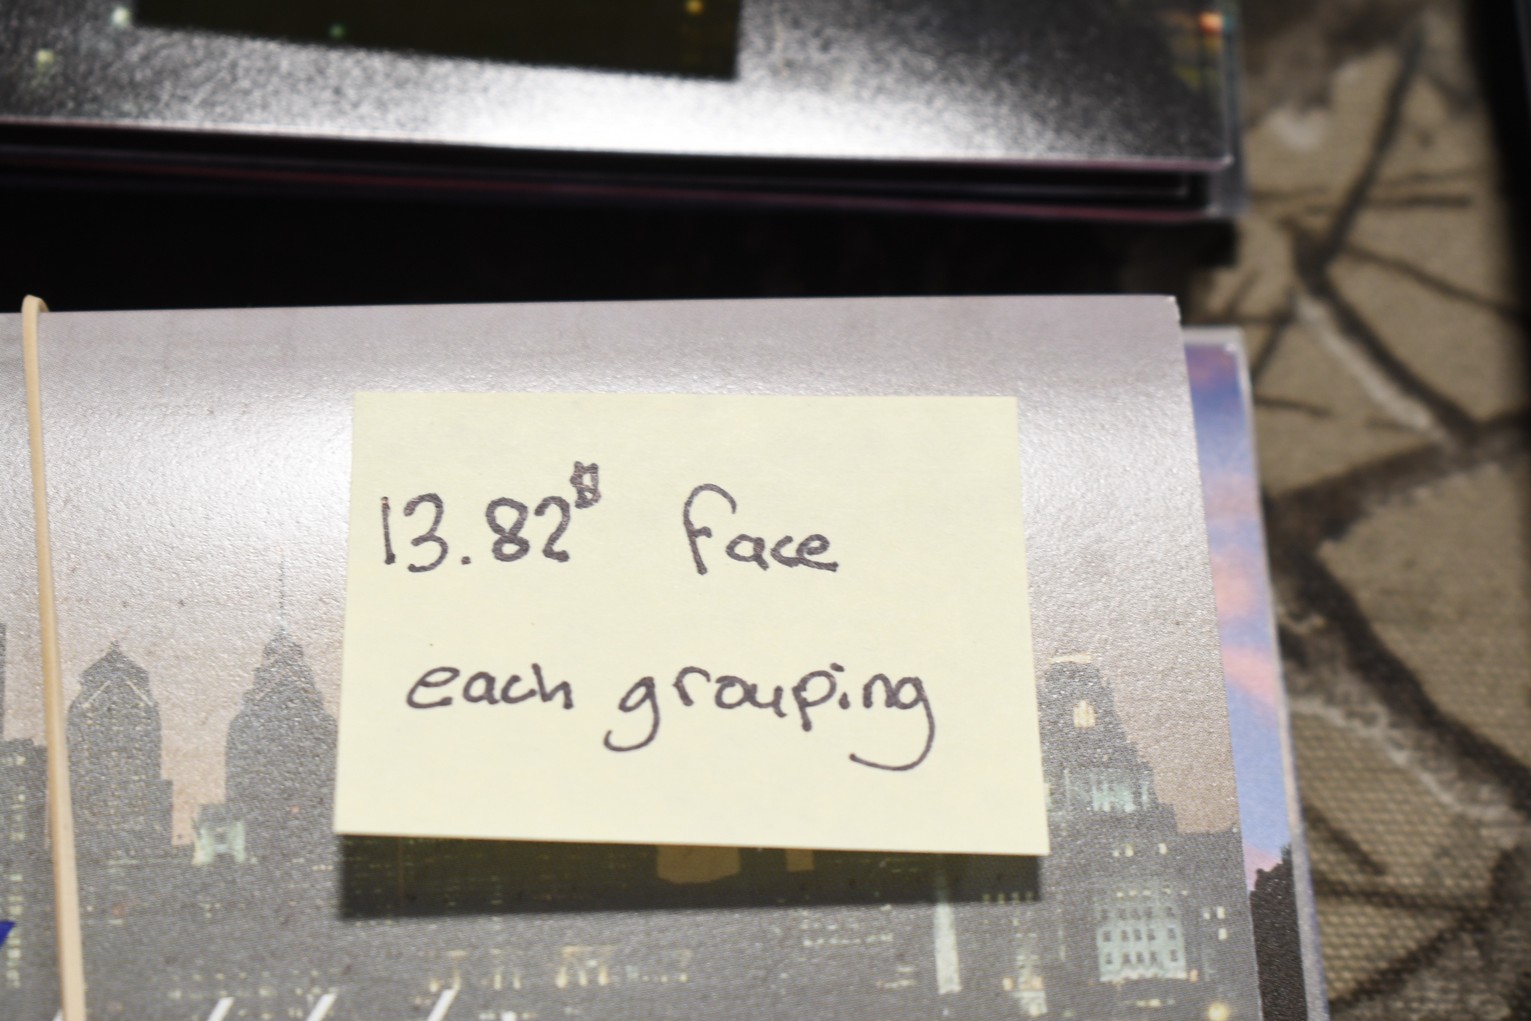 13.82 face
each grouping